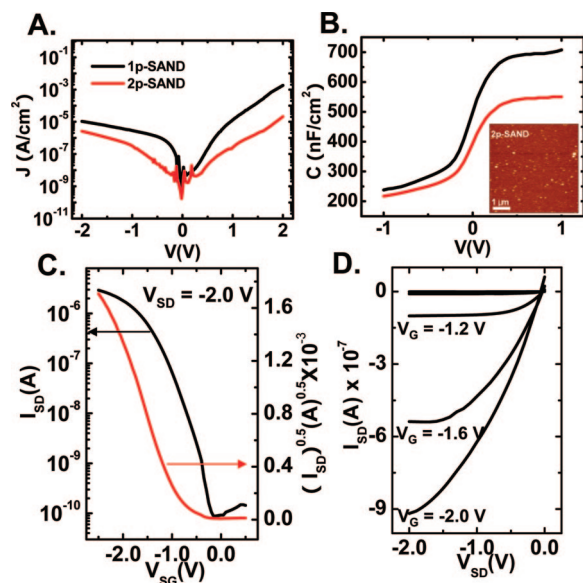 A.
10⁻¹
10⁻³
10⁻⁵
10⁻⁷
10⁻⁹
10⁻¹¹
J (A/cm²)
1p-SAND
2p-SAND
-2 -1 0 1 2
V(V)
B.
700
600
500
400
300
200
C (nF/cm²)
2p-SAND
1 μm
-1 0 1
V(V)
C.
V_SD = -2.0 V
10⁻⁶
10⁻⁷
10⁻⁸
10⁻⁹
10⁻¹⁰
I_SD(A)
1.6
1.2
0.8
0.4
0.0
(I_SD)^0.5(A)^0.5X10⁻³
-2.0 -1.0 0.0
V_SG(V)
D.
0
-3
-6
-9
I_SD(A) x 10⁻⁷
V_G = -1.2 V
V_G = -1.6 V
V_G = -2.0 V
-2.0 -1.0 0.0
V_SD(V)